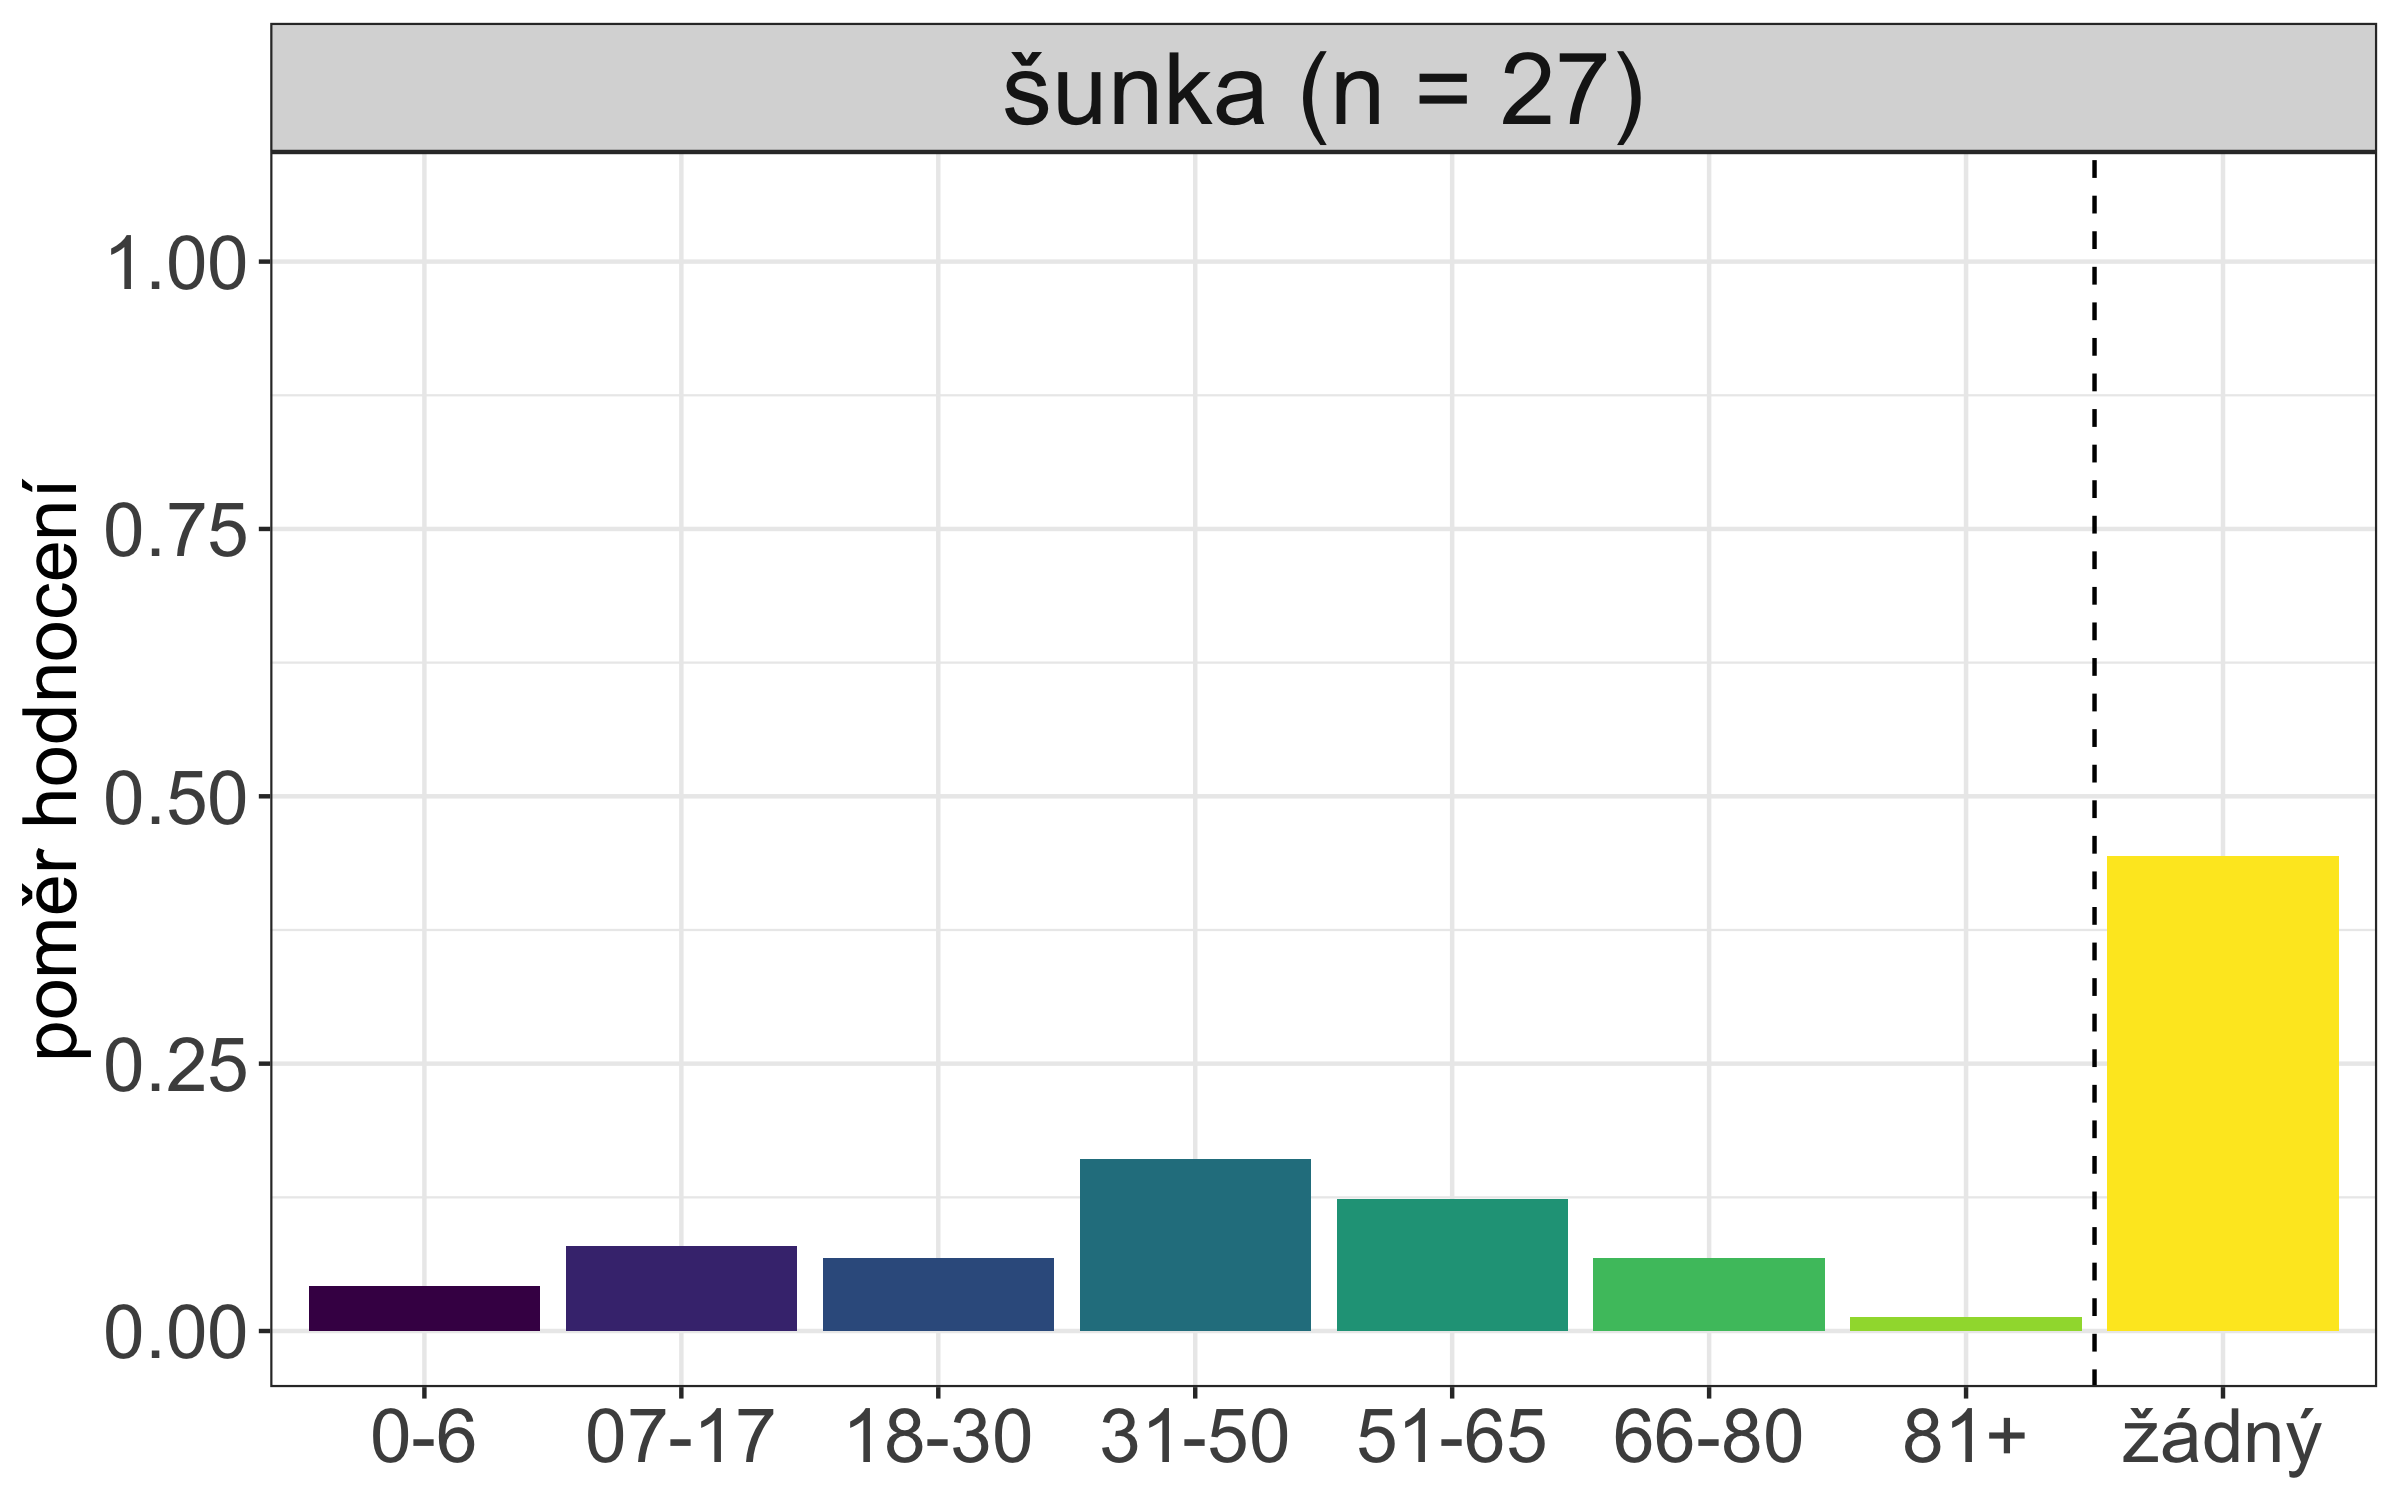 šunka (n = 27)
poměr hodnocení
1.00
0.75
0.50
0.25
0.00
0-6 07-17 18-30 31-50 51-65 66-80 81+ žádný